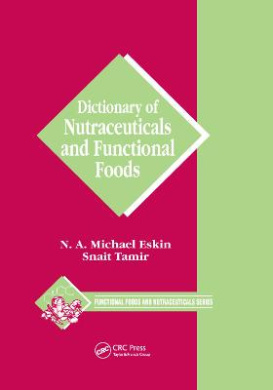 Dictionary of
Nutraceuticals
and Functional
Foods
N. A. Michael Eskin
Snait Tamir
FUNCTIONAL FOODS AND NUTRACEUTICALS SERIES
CRC Press
Taylor & Francis Group